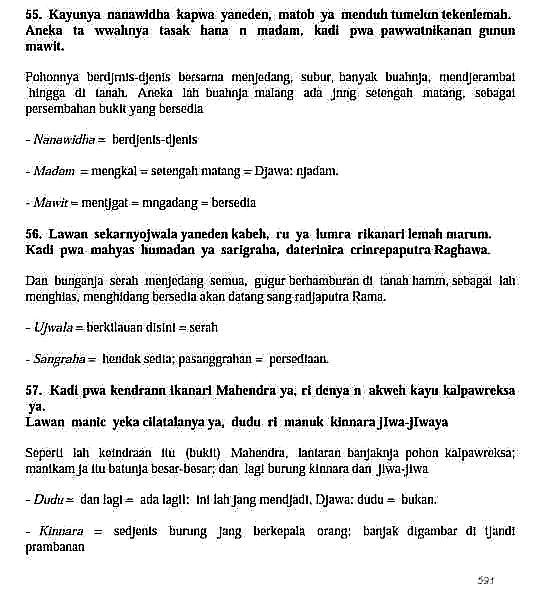 55. Kayunya nanawidha kapwa yaneden, matob ya menduh tumelun tekenlemah.
Aneka ta wwahnya tasak hana n madam, kadi pwa pawwatnikanan gunun
mawit.
Pohonnya berdjrnis-djenis bersama menjedang, subur, banyak buahnja, mendjerambai
hingga di tanah. Aneka lah buahnja malang ada jnng setengah matang, sebagai
persembahan bukit yang bersedia
- Nanawidha = berdjenis-djenis
- Madam = mengkal = setengah matang = Djawa: njadam.
- Mawit = mentjgat = mngadang = bersedia
56. Lawan sekarnyojwala yaneden kabeh, ru ya lumra rikanari lemah marum.
Kadi pwa mahyas humadan ya sarigraha, daterinira crinrepaputra Raghawa.
Dan bunganja serah menjedang semua, gugur berhamburan di tanah hamm, sebagai lah
menghias, menghidang bersedia akan datang sang radjaputra Rama.
- Ujwala = berkilauan disini = serah
- Sangraha = hendak sedia; pasanggrahan = persediaan.
57. Kadi pwa kendrann ikanari Mahendra ya, ri denya n akweh kayu kalpawreksa
ya.
Lawan manic yeka cilatalanya ya, dudu ri manuk kinnara jIwa-jIwaya
Seperti lah keindraan itu (bukit) Mahendra, lantaran banjaknja pohon kalpawreksa;
manikam ja itu batunja besar-besar; dan lagi burung kinnara dan jiwa-jiwa
- Dudu = dan lagi = ada lagii: ini lah jang mendjadi, Djawa: dudu = bukan.
- Kinnara = sedjenis burung jang berkepala orang; banjak digambar di tjandi
prambanan
591